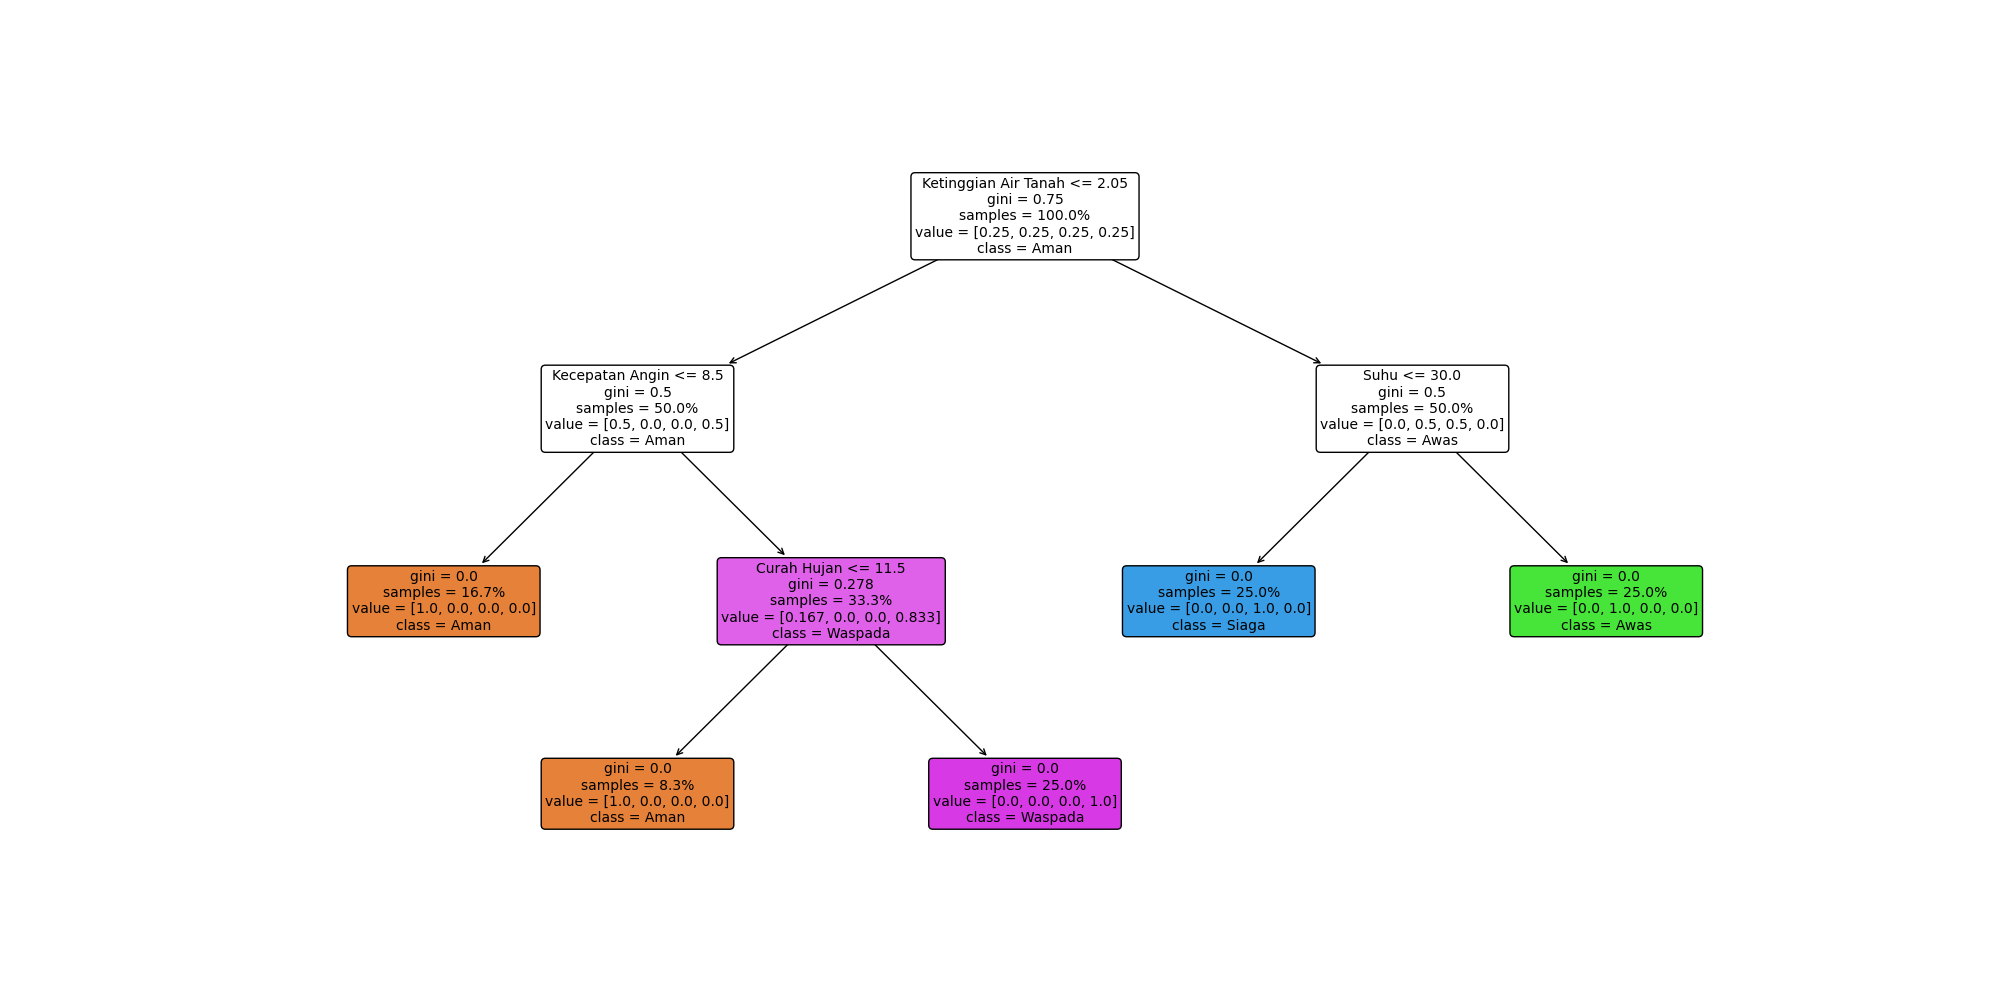 Ketinggian Air Tanah <= 2.05
gini = 0.75
samples = 100.0%
value = [0.25, 0.25, 0.25, 0.25]
class = Aman
Kecepatan Angin <= 8.5
gini = 0.5
samples = 50.0%
value = [0.5, 0.0, 0.0, 0.5]
class = Aman
Suhu <= 30.0
gini = 0.5
samples = 50.0%
value = [0.0, 0.5, 0.5, 0.0]
class = Awas
gini = 0.0
samples = 16.7%
value = [1.0, 0.0, 0.0, 0.0]
class = Aman
Curah Hujan <= 11.5
gini = 0.278
samples = 33.3%
value = [0.167, 0.0, 0.0, 0.833]
class = Waspada
gini = 0.0
samples = 25.0%
value = [0.0, 0.0, 1.0, 0.0]
class = Siaga
gini = 0.0
samples = 25.0%
value = [0.0, 1.0, 0.0, 0.0]
class = Awas
gini = 0.0
samples = 8.3%
value = [1.0, 0.0, 0.0, 0.0]
class = Aman
gini = 0.0
samples = 25.0%
value = [0.0, 0.0, 0.0, 1.0]
class = Waspada